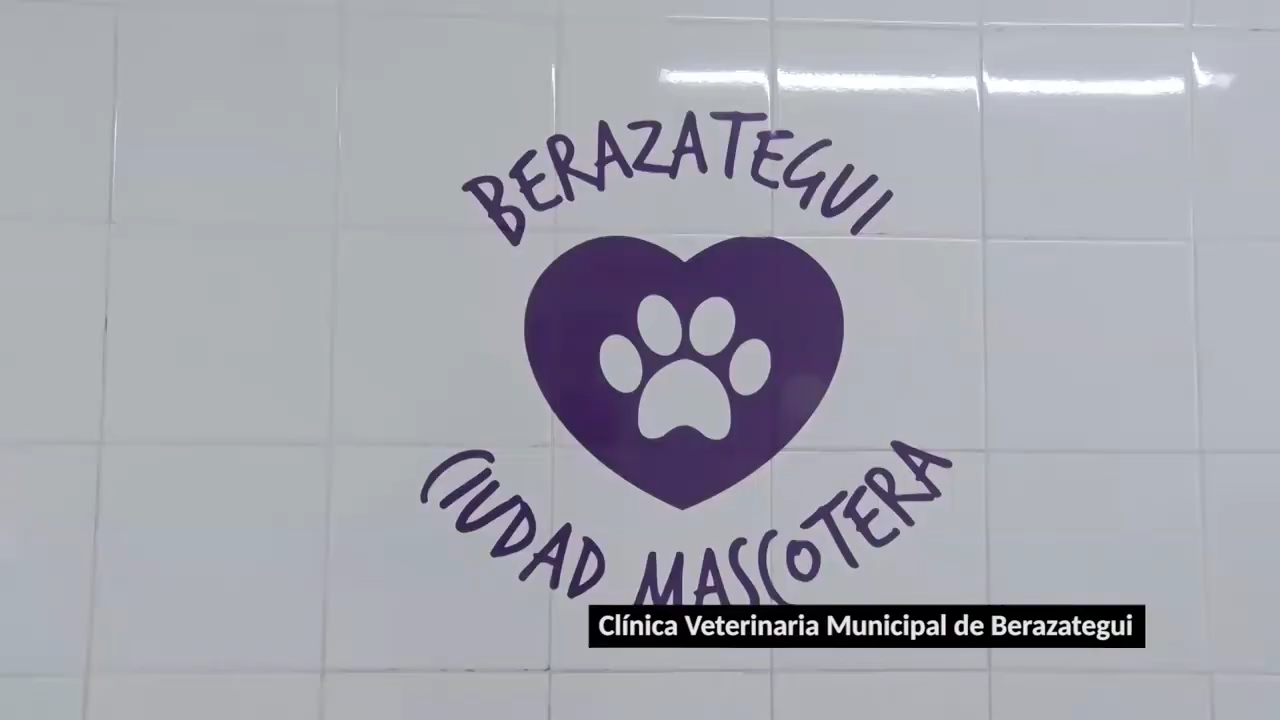 BERAZATEGUI
CIUDAD MASCOTERA
Clínica Veterinaria Municipal de Berazategui